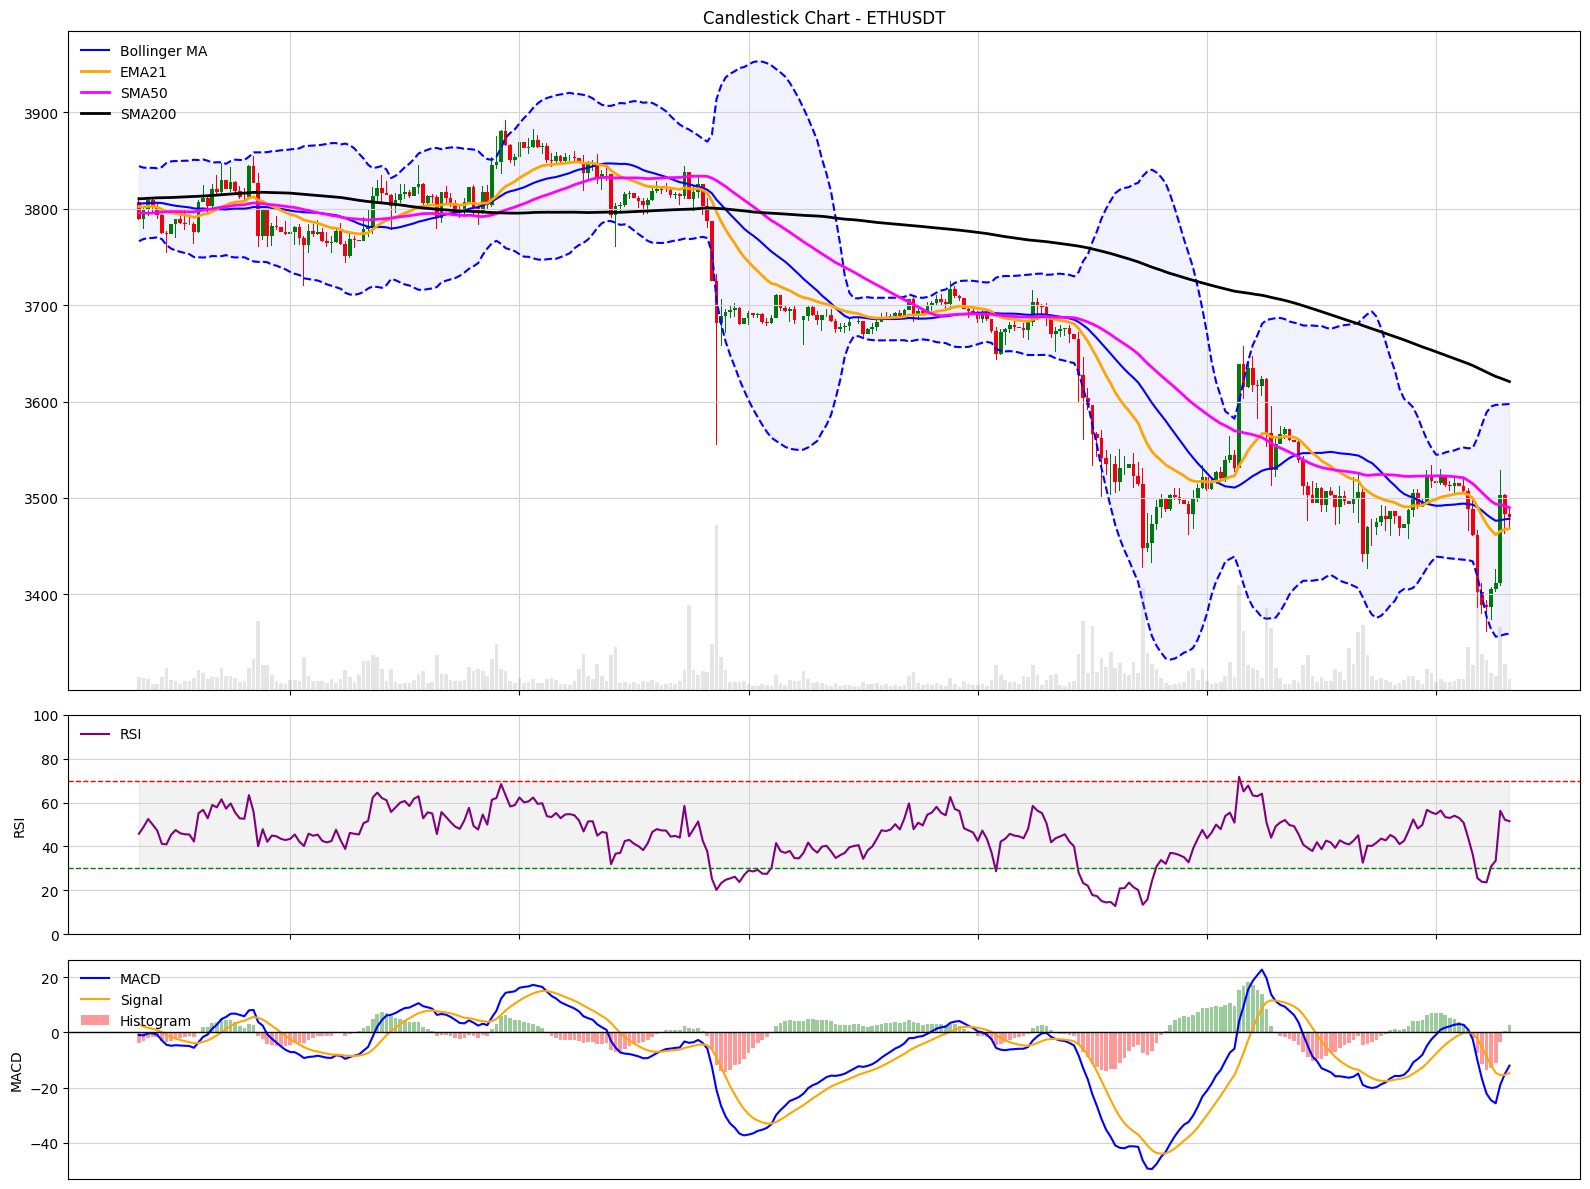 Candlestick Chart - ETHUSDT
Bollinger MA
EMA21
SMA50
SMA200
3900
3800
3700
3600
3500
3400
RSI
100
80
60
40
20
0
RSI
MACD
Signal
Histogram
20
0
−20
−40
MACD